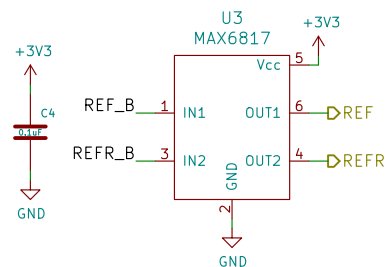 U3
MAX6817
+3V3
+3V3
Vcc
5
C4
0.1uF
REF_B
1
IN1
OUT1
6
REF
REFR_B
3
IN2
OUT2
4
REFR
GND
2
GND
GND